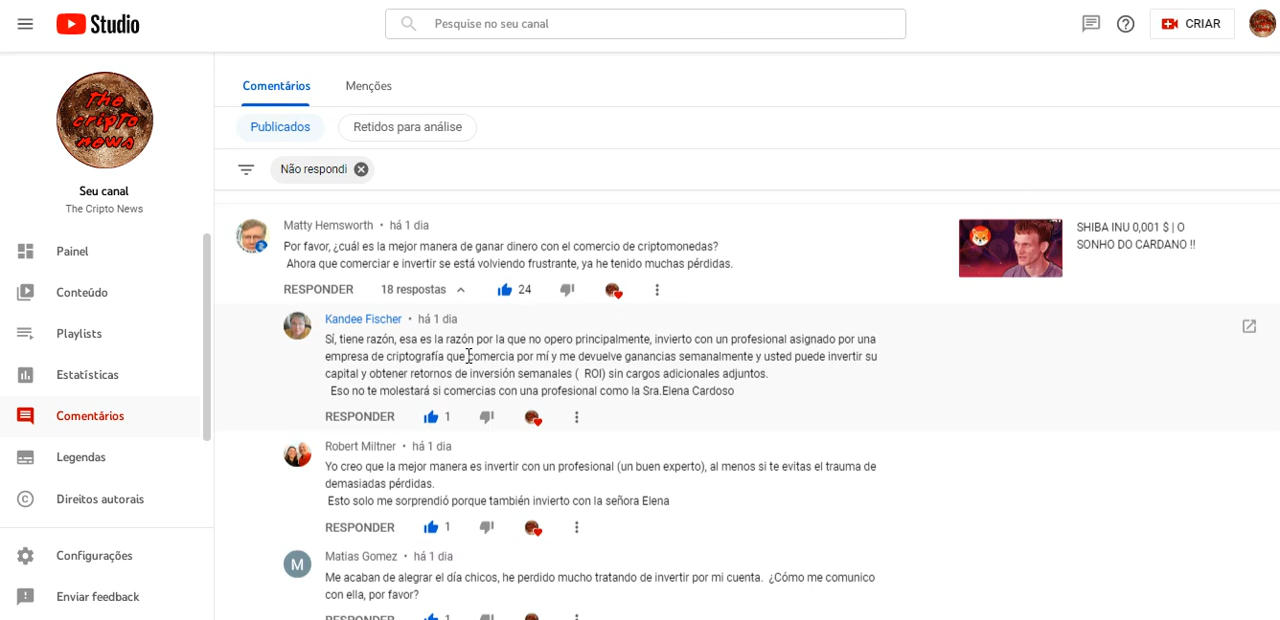 Studio
Pesquise no seu canal
CRIAR
The
cripto
news
Seu canal
The Cripto News
Painel
Conteúdo
Playlists
Estatísticas
Comentários
Legendas
Direitos autorais
Configurações
Enviar feedback
Comentários
Menções
Publicados
Retidos para análise
Não respondi
Matty Hemsworth • há 1 dia
Por favor, ¿cuál es la mejor manera de ganar dinero con el comercio de criptomonedas?
Ahora que comerciar e invertir se está volviendo frustrante, ya he tenido muchas pérdidas.
RESPONDER 18 respostas 24
SHIBA INU 0,001 $ | O
SONHO DO CARDANO !!
Kandee Fischer • há 1 dia
Sí, tiene razón, esa es la razón por la que no opero principalmente, invierto con un profesional asignado por una
empresa de criptografía que comercia por mí y me devuelve ganancias semanalmente y usted puede invertir su
capital y obtener retornos de inversión semanales ( ROI) sin cargos adicionales adjuntos.
Eso no te molestará si comercias con una profesional como la Sra.Elena Cardoso
RESPONDER 1
Robert Miltner • há 1 dia
Yo creo que la mejor manera es invertir con un profesional (un buen experto), al menos si te evitas el trauma de
demasiadas pérdidas.
Esto solo me sorprendió porque también invierto con la señora Elena
RESPONDER 1
M
Matias Gomez • há 1 dia
Me acaban de alegrar el día chicos, he perdido mucho tratando de invertir por mi cuenta. ¿Cómo me comunico
con ella, por favor?
RESPONDER 1